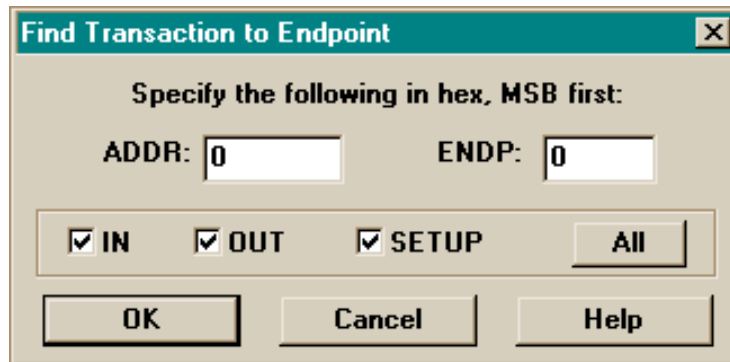 Find Transaction to Endpoint
Specify the following in hex, MSB first:
ADDR: 0 ENDP: 0
IN OUT SETUP All
OK Cancel Help